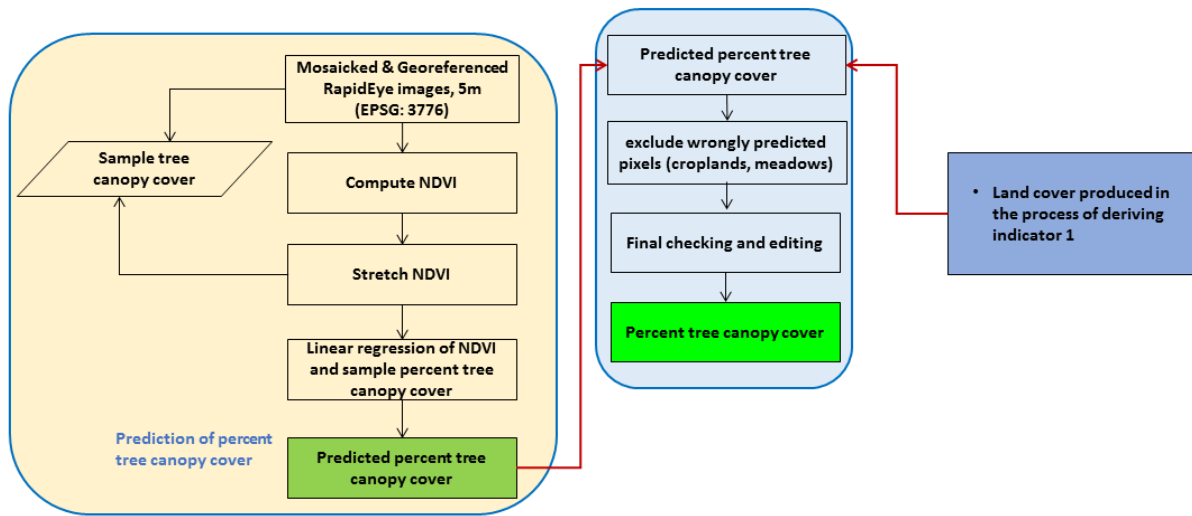 Mosaicked & Georeferenced
RapidEye images, 5m
(EPSG: 3776)
Sample tree
canopy cover
Compute NDVI
Stretch NDVI
Linear regression of NDVI
and sample percent tree
canopy cover
Prediction of percent
tree canopy cover
Predicted percent tree
canopy cover
Predicted percent tree
canopy cover
exclude wrongly predicted
pixels (croplands, meadows)
Final checking and editing
Percent tree canopy cover
• Land cover produced in
the process of deriving
indicator 1